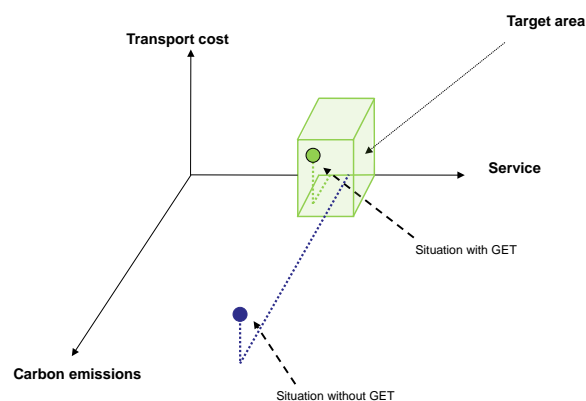 Target area
Transport cost
Service
Situation with GET
Carbon emissions
Situation without GET